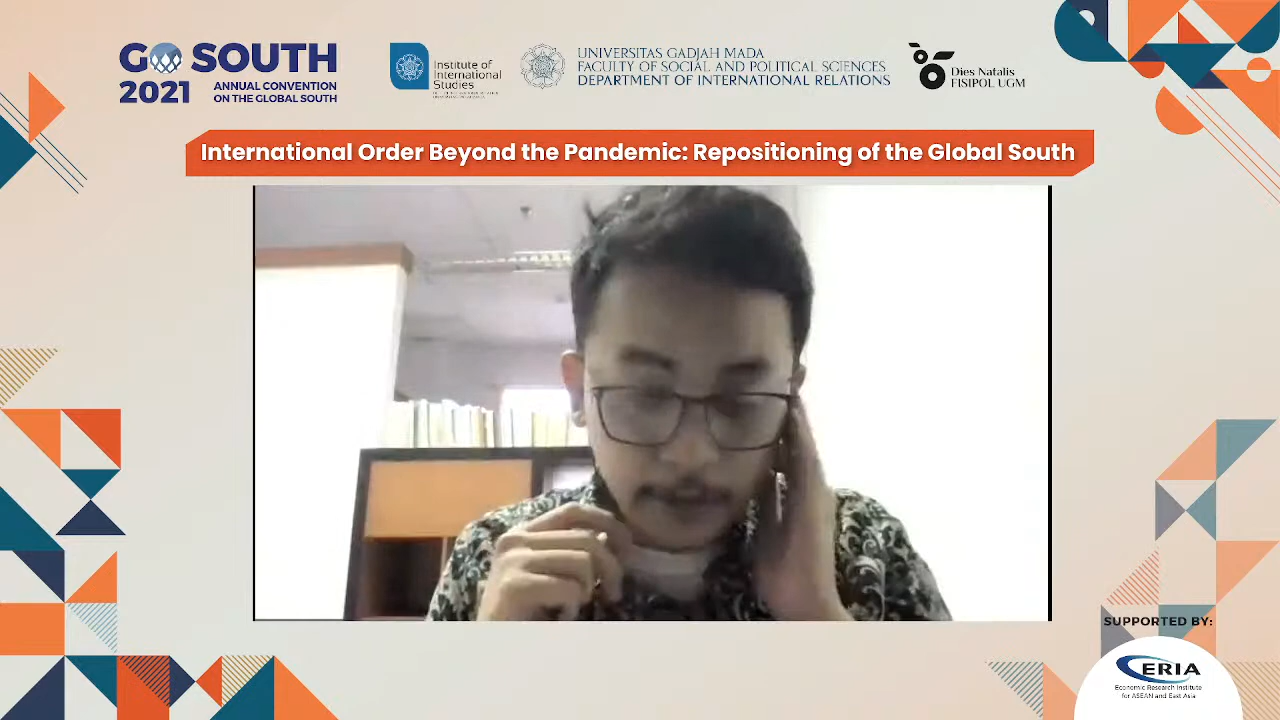 GO SOUTH
2021 ANNUAL CONVENTION
ON THE GLOBAL SOUTH
Institute of
International
Studies
UNIVERSITAS GADJAH MADA
FACULTY OF SOCIAL AND POLITICAL SCIENCES
DEPARTMENT OF INTERNATIONAL RELATIONS
Dies Natalis
FISIPOL UGM
International Order Beyond the Pandemic: Repositioning of the Global South
SUPPORTED BY:
ERIA
Economic Research Institute
for ASEAN and East Asia